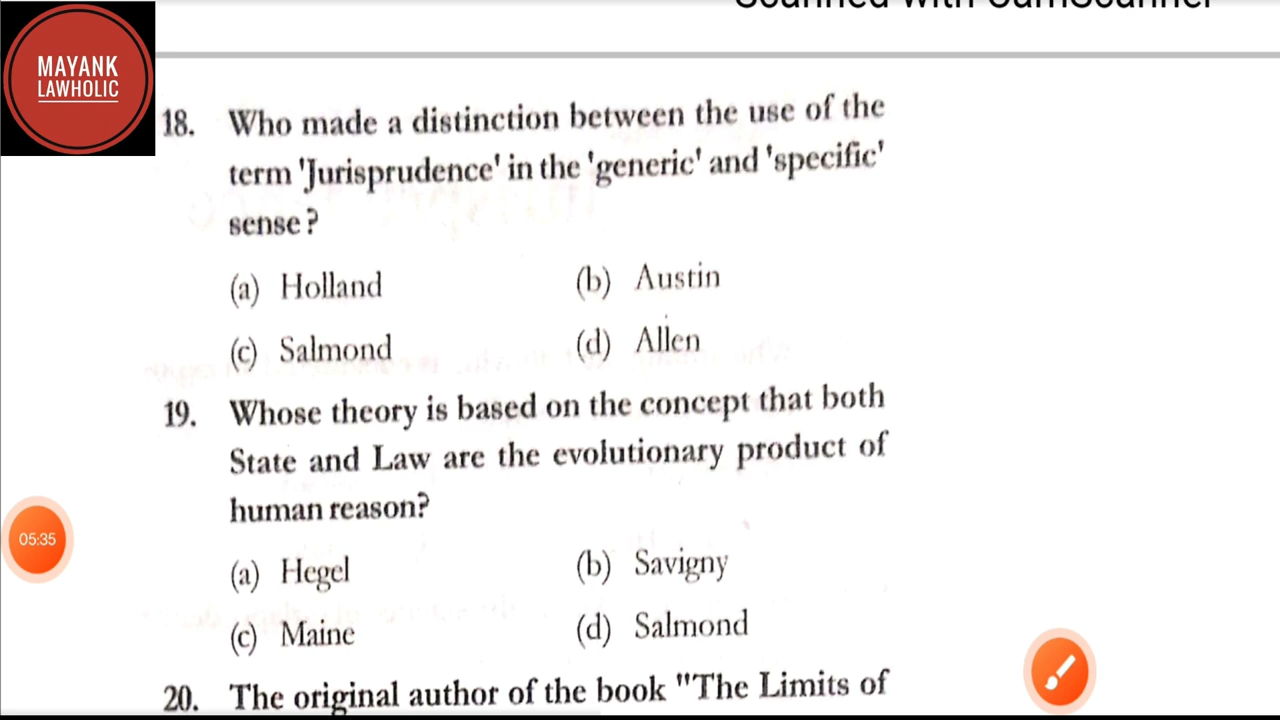 Scanned with CamScanner
MAYANK
LAWHOLIC
18. Who made a distinction between the use of the
term 'Jurisprudence' in the 'generic' and 'specific'
sense?
(a) Holland (b) Austin
(c) Salmond (d) Allen
19. Whose theory is based on the concept that both
State and Law are the evolutionary product of
human reason?
(a) Hegel (b) Savigny
(c) Maine (d) Salmond
05:35
20. The original author of the book "The Limits of